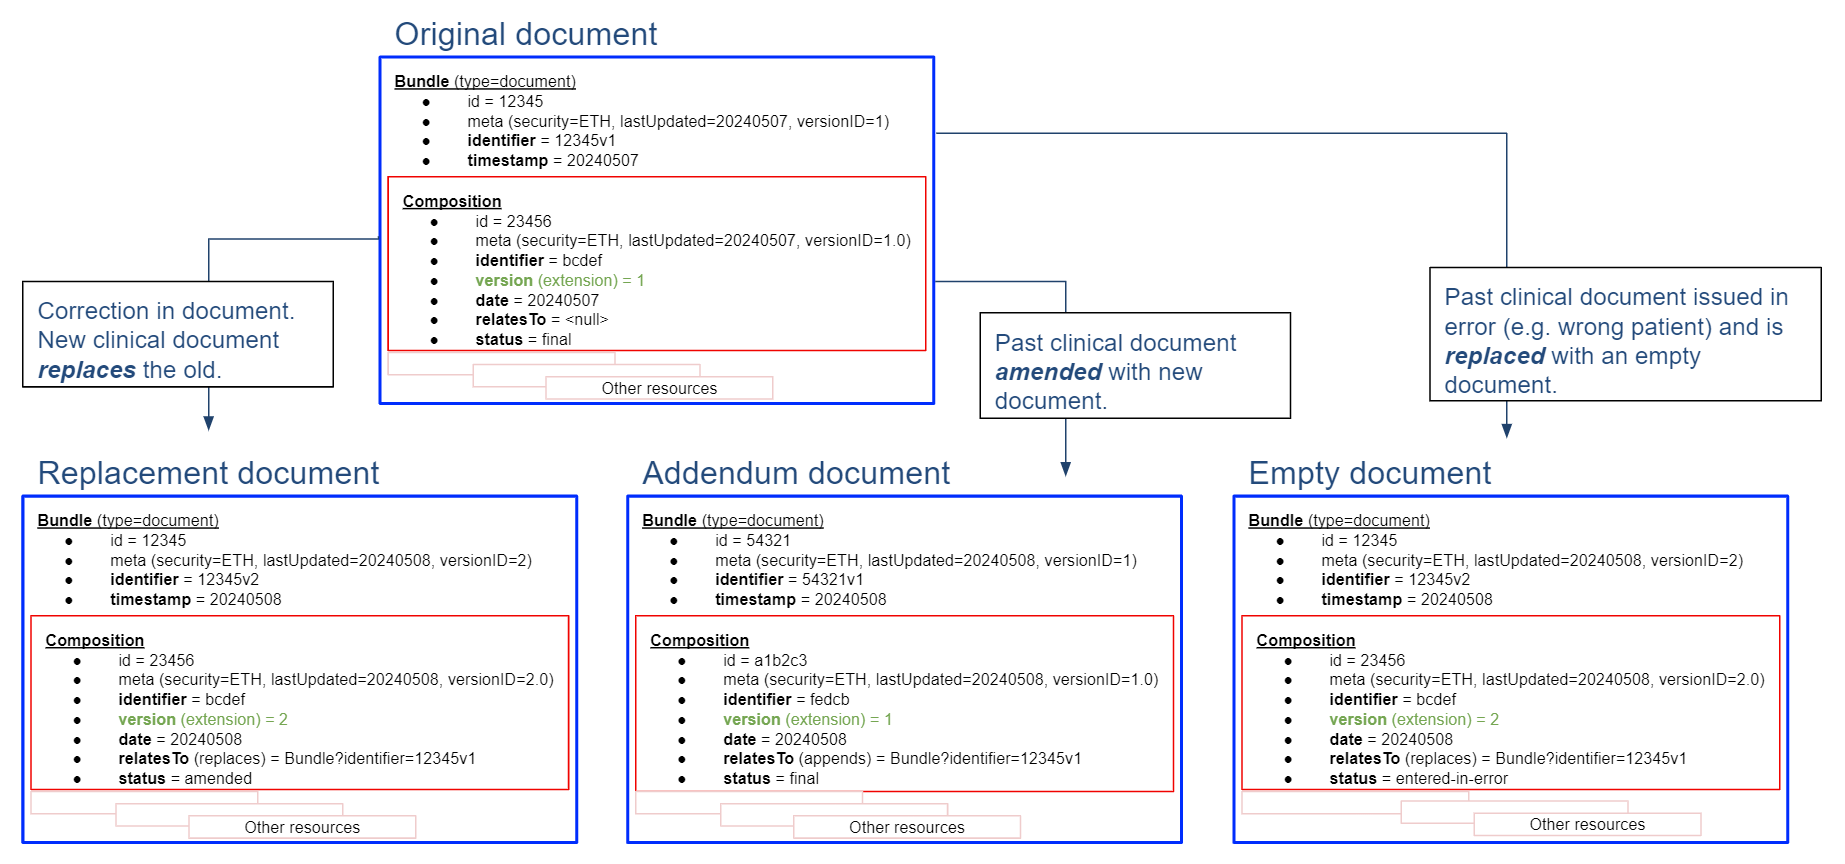 Original document
Bundle (type=document)
● id = 12345
● meta (security=ETH, lastUpdated=20240507, versionID=1)
● identifier = 12345v1
● timestamp = 20240507
Composition
● id = 23456
● meta (security=ETH, lastUpdated=20240507, versionID=1.0)
● identifier = bcdef
● version (extension) = 1
● date = 20240507
● relatesTo = <null>
● status = final
Other resources
Correction in document.
New clinical document
replaces the old.
Past clinical document
amended with new
document.
Past clinical document issued in
error (e.g. wrong patient) and is
replaced with an empty
document.
Replacement document
Bundle (type=document)
● id = 12345
● meta (security=ETH, lastUpdated=20240508, versionID=2)
● identifier = 12345v2
● timestamp = 20240508
Composition
● id = 23456
● meta (security=ETH, lastUpdated=20240508, versionID=2.0)
● identifier = bcdef
● version (extension) = 2
● date = 20240508
● relatesTo (replaces) = Bundle?identifier=12345v1
● status = amended
Other resources
Addendum document
Bundle (type=document)
● id = 54321
● meta (security=ETH, lastUpdated=20240508, versionID=1)
● identifier = 54321v1
● timestamp = 20240508
Composition
● id = a1b2c3
● meta (security=ETH, lastUpdated=20240508, versionID=1.0)
● identifier = fedcb
● version (extension) = 1
● date = 20240508
● relatesTo (appends) = Bundle?identifier=12345v1
● status = final
Other resources
Empty document
Bundle (type=document)
● id = 12345
● meta (security=ETH, lastUpdated=20240508, versionID=2)
● identifier = 12345v2
● timestamp = 20240508
Composition
● id = 23456
● meta (security=ETH, lastUpdated=20240508, versionID=2.0)
● identifier = bcdef
● version (extension) = 2
● date = 20240508
● relatesTo (replaces) = Bundle?identifier=12345v1
● status = entered-in-error
Other resources